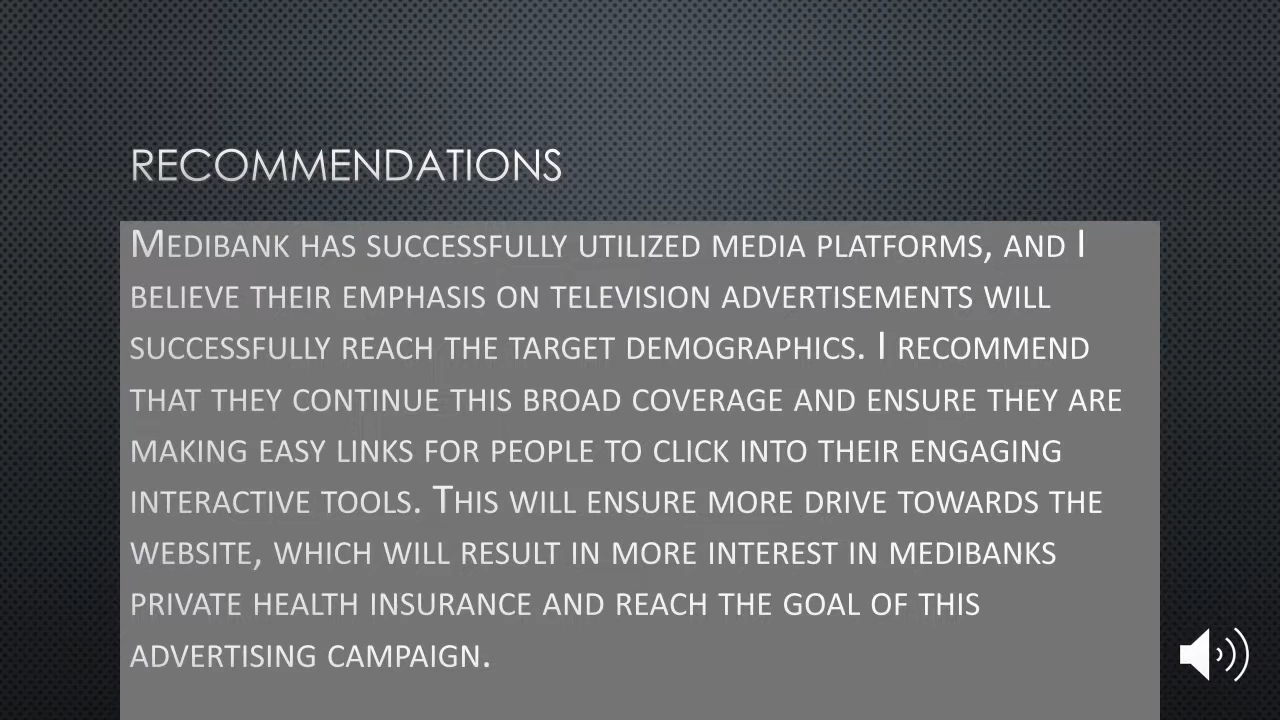 RECOMMENDATIONS
MEDIBANK HAS SUCCESSFULLY UTILIZED MEDIA PLATFORMS, AND I
BELIEVE THEIR EMPHASIS ON TELEVISION ADVERTISEMENTS WILL
SUCCESSFULLY REACH THE TARGET DEMOGRAPHICS. I RECOMMEND
THAT THEY CONTINUE THIS BROAD COVERAGE AND ENSURE THEY ARE
MAKING EASY LINKS FOR PEOPLE TO CLICK INTO THEIR ENGAGING
INTERACTIVE TOOLS. THIS WILL ENSURE MORE DRIVE TOWARDS THE
WEBSITE, WHICH WILL RESULT IN MORE INTEREST IN MEDIBANKS
PRIVATE HEALTH INSURANCE AND REACH THE GOAL OF THIS
ADVERTISING CAMPAIGN.